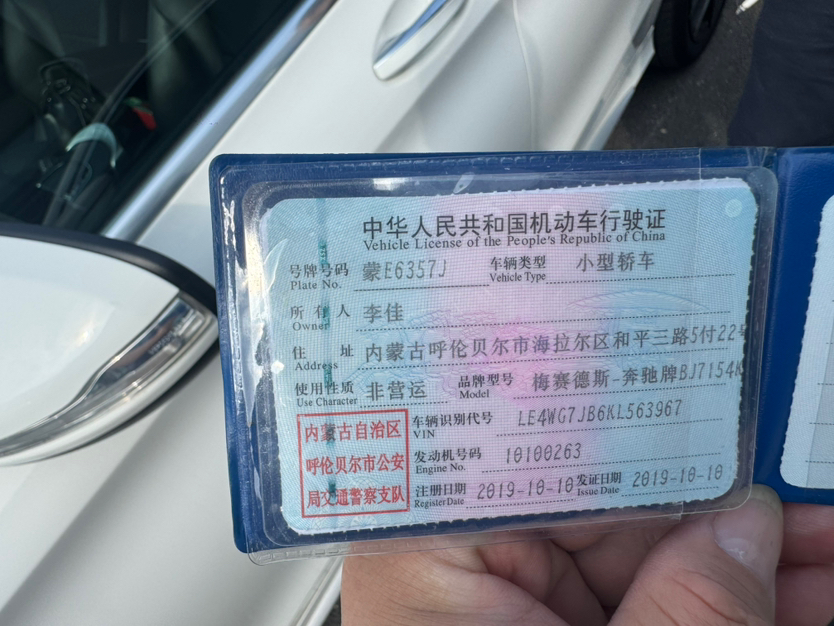 中华人民共和国机动车行驶证
Vehicle License of the People's Republic of China
号牌号码 蒙E6357J 车辆类型 小型轿车
Plate No. Vehicle Type
所有人 李佳
Owner
住址 内蒙古呼伦贝尔市海拉尔区和平三路5付22号
Address
使用性质 非营运 品牌型号 梅赛德斯-奔驰牌BJ7154K
Use Character Model
车辆识别代号 LE4WG7JB6KL563967
VIN
发动机号码 10100263
Engine No.
注册日期 2019-10-10 发证日期 2019-10-10
Register Date Issue Date
内蒙古自治区
呼伦贝尔市公安
局交通警察支队